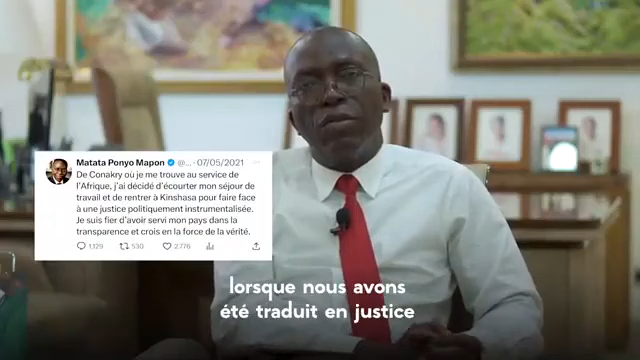 Matata Ponyo Mapon @... · 07/05/2021
De Conakry où je me trouve au service de
l'Afrique, j'ai décidé d'écourter mon séjour de
travail et de rentrer à Kinshasa pour faire face
à une justice politiquement instrumentalisée.
Je suis fier d'avoir servi mon pays dans la
transparence et crois en la force de la vérité.
1,129 530 2,776
lorsque nous avons
été traduit en justice